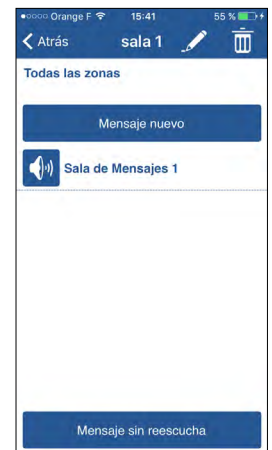 Orange F 15:41 55 %
Atrás sala 1
Todas las zonas
Mensaje nuevo
Sala de Mensajes 1
Mensaje sin reescucha